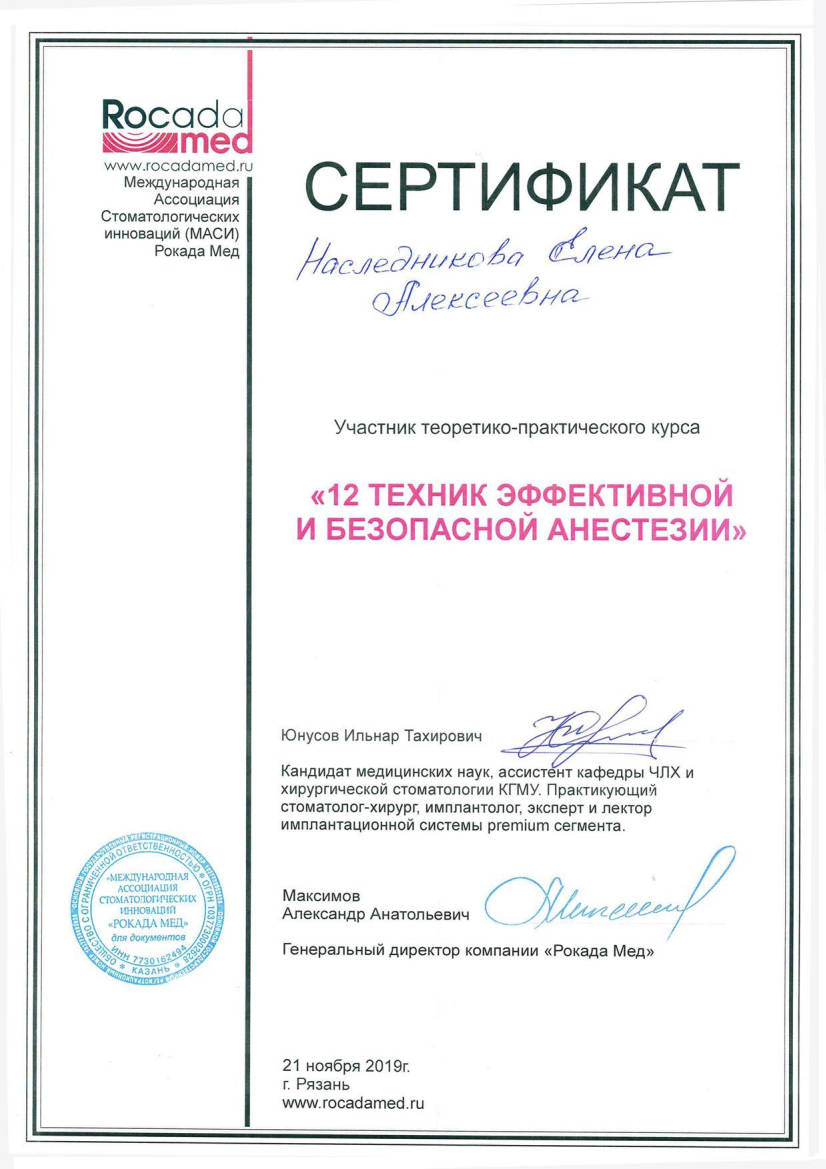 Rocada
med
www.rocadamed.ru
Международная
Ассоциация
Стоматологических
инноваций (МАСИ)
Рокада Мед
СЕРТИФИКАТ
Наследникова Елена
Алексеевна
Участник теоретико-практического курса
«12 ТЕХНИК ЭФФЕКТИВНОЙ
И БЕЗОПАСНОЙ АНЕСТЕЗИИ»
Юнусов Ильнар Тахирович
Кандидат медицинских наук, ассистент кафедры ЧЛХ и
хирургической стоматологии КГМУ. Практикующий
стоматолог-хирург, имплантолог, эксперт и лектор
имплантационной системы premium сегмента.
Максимов
Александр Анатольевич
Генеральный директор компании «Рокада Мед»
ОБЩЕСТВО С ОГРАНИЧЕННОЙ ОТВЕТСТВЕННОСТЬЮ
«МЕЖДУНАРОДНАЯ
АССОЦИАЦИЯ
СТОМАТОЛОГИЧЕСКИХ
ИННОВАЦИЙ
«РОКАДА МЕД»
для документов
ИНН 7730162494
КАЗАНЬ
21 ноября 2019г.
г. Рязань
www.rocadamed.ru